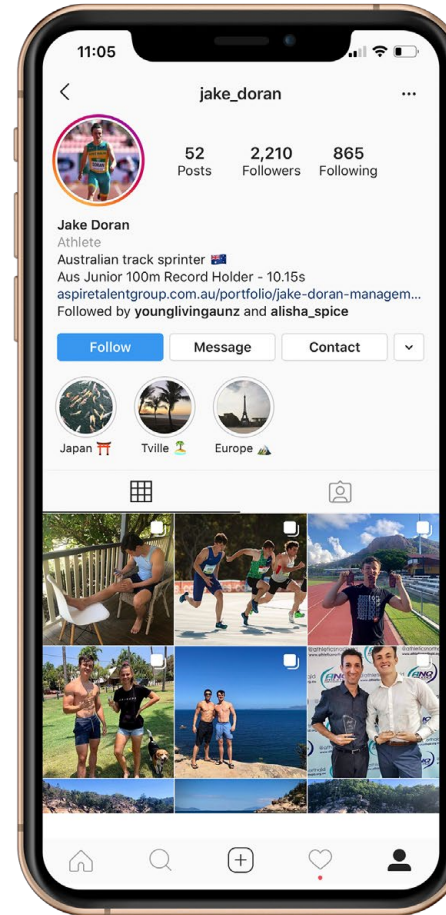 11:05
jake_doran
52 2,210 865
Posts Followers Following
Jake Doran
Athlete
Australian track sprinter 🇦🇺
Aus Junior 100m Record Holder - 10.15s
aspiretalentgroup.com.au/portfolio/jake-doran-managem...
Followed by younglivingaunz and alisha_spice
Follow Message Contact
Japan ⛩️ Tville 🏝️ Europe ⛰️